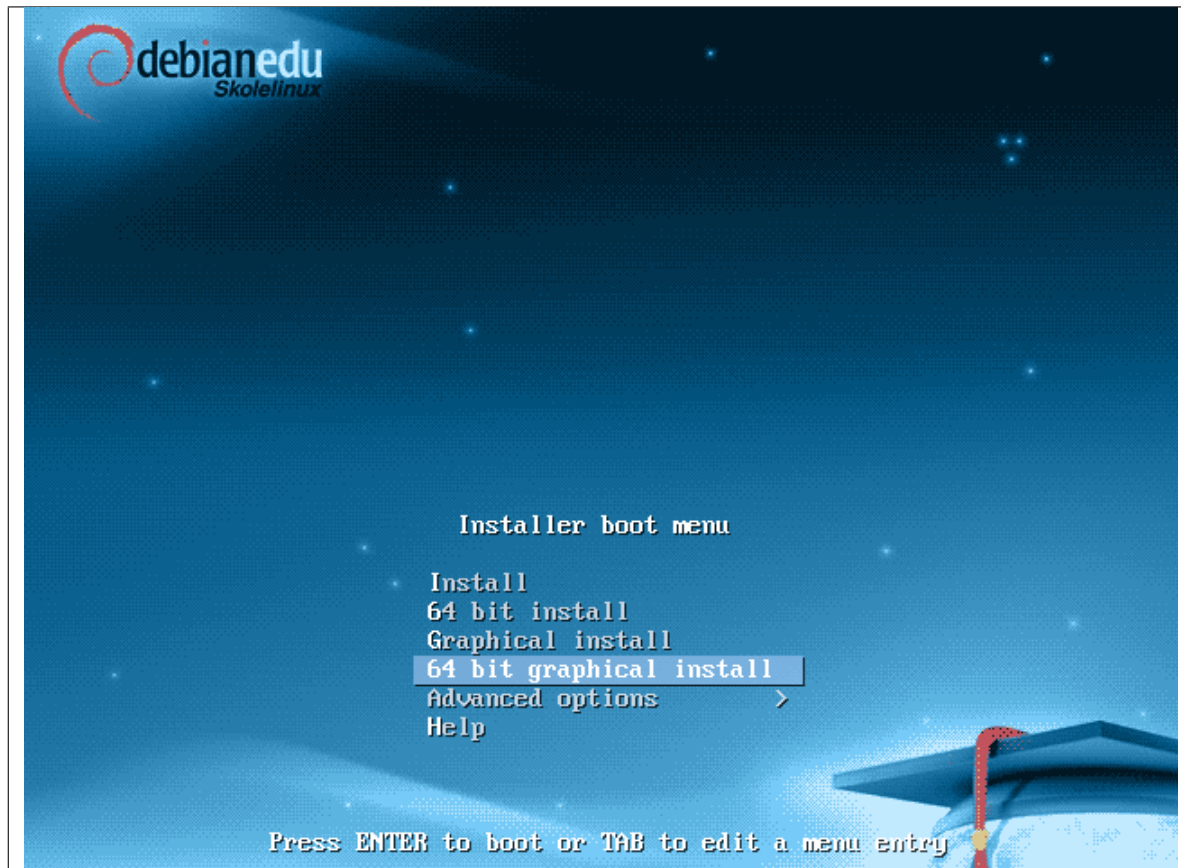 debianedu
Skolelinux
Installer boot menu
Install
64 bit install
Graphical install
64 bit graphical install
Advanced options >
Help
Press ENTER to boot or TAB to edit a menu entry